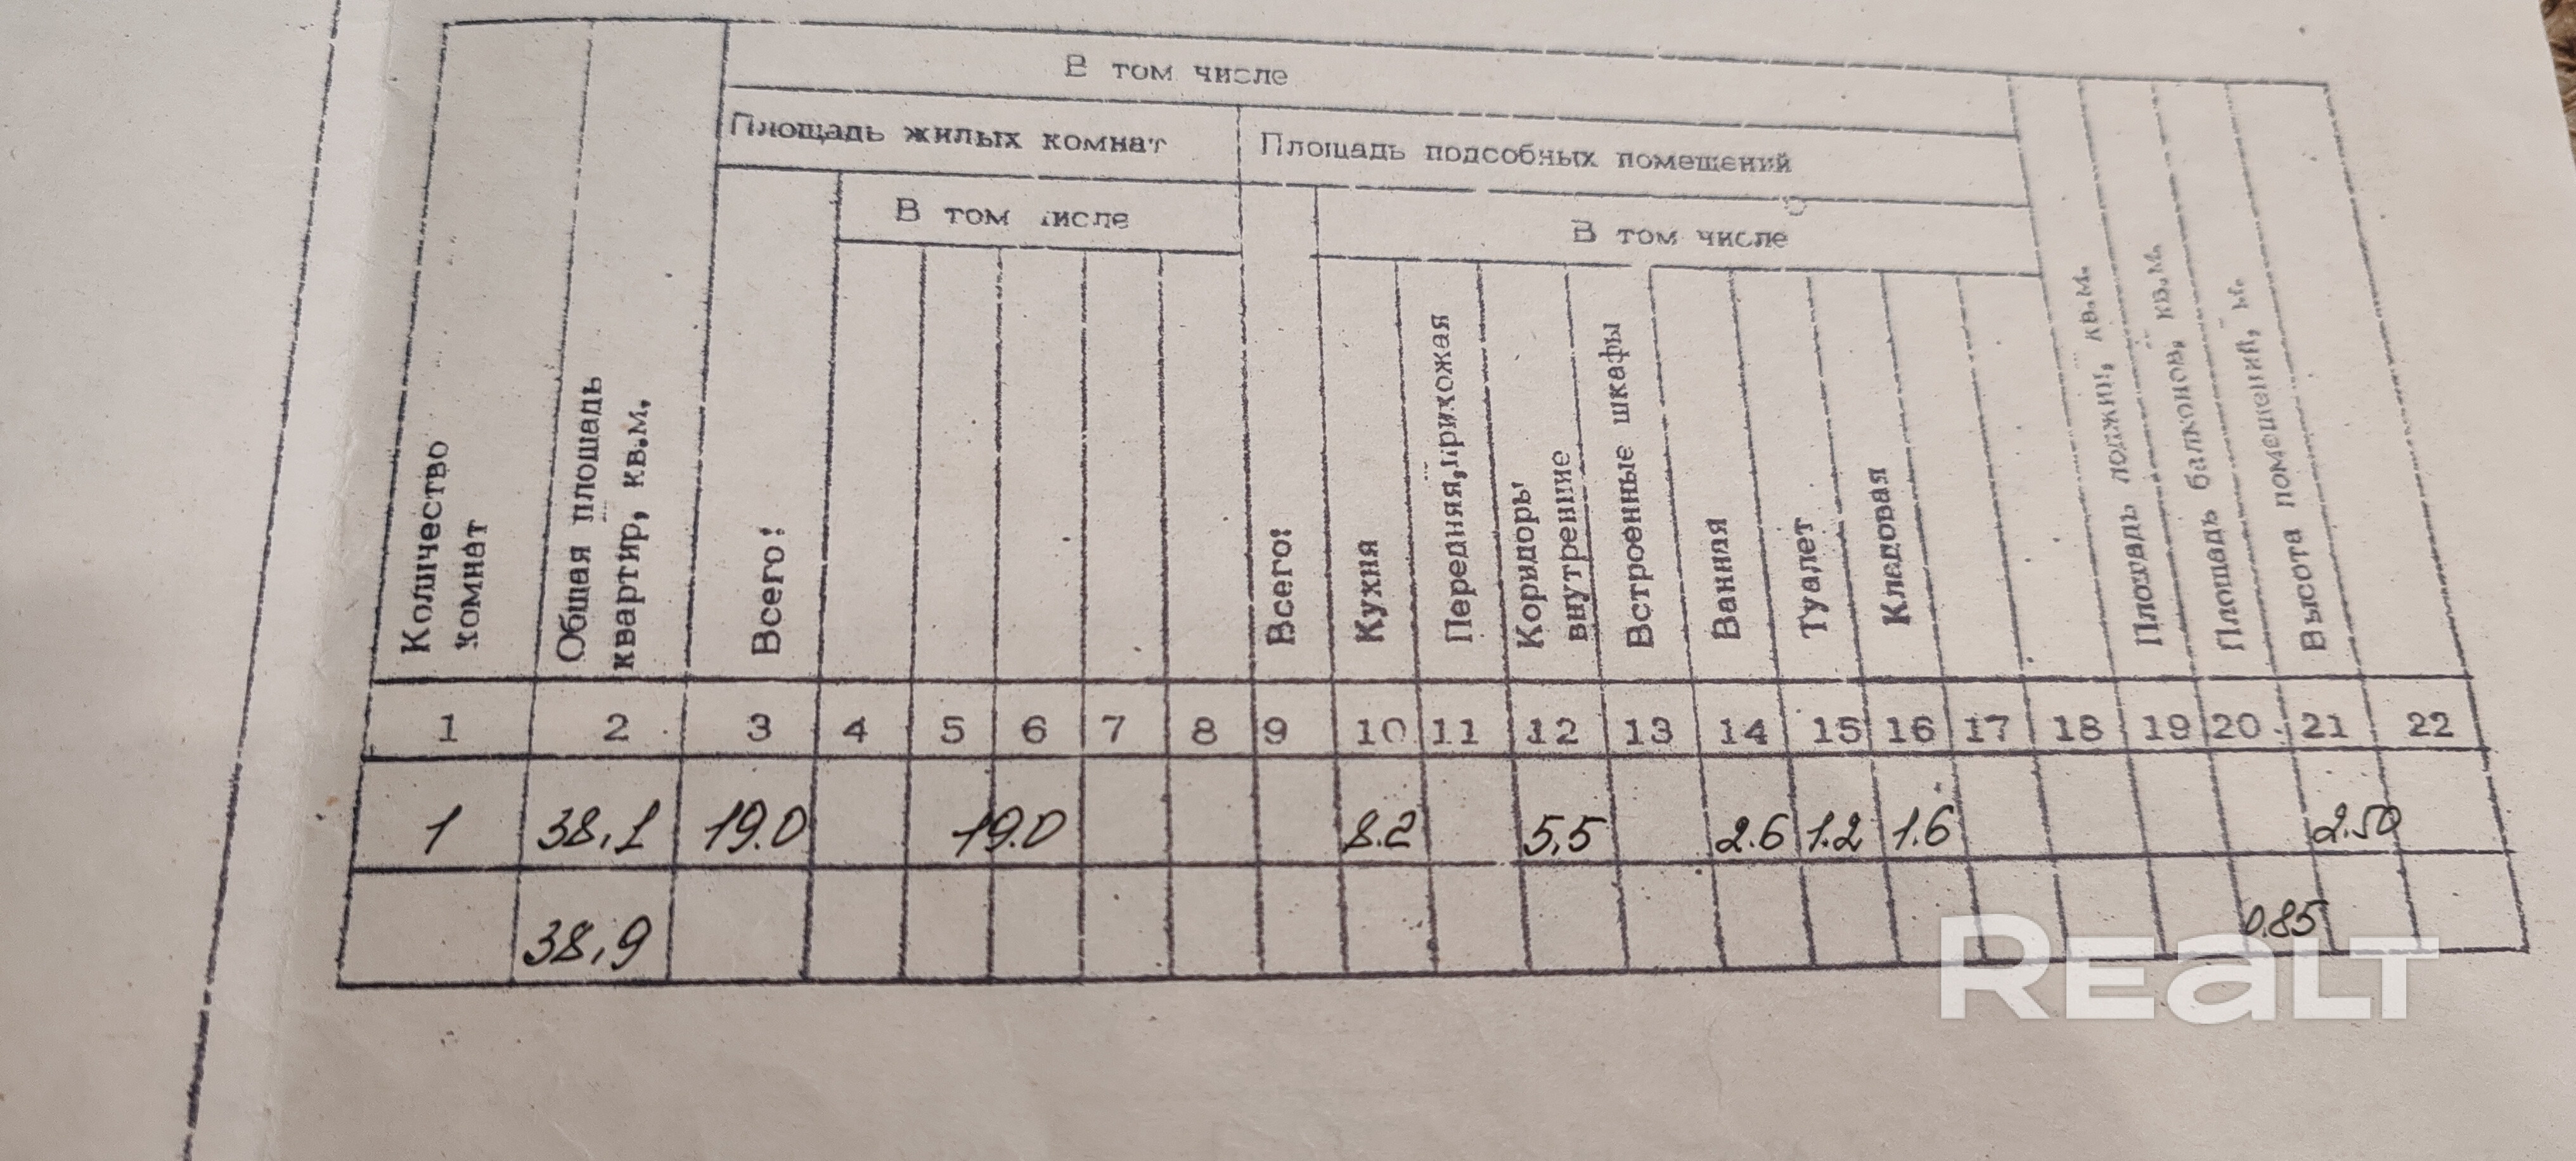 В том числе
Площадь жилых комнат
Площадь подсобных помещений
В том числе
В том числе
Количество
комнат
Общая площадь
квартир, кв.м.
Всего:
Всего:
Кухня
Передняя, прихожая
Коридоры
внутренние
Встроенные шкафы
Ванная
Туалет
Кладовая
Площадь лоджий, кв.м.
Площадь балконов, кв.м.
Площадь помещений, м.
Высота
1 2 3 4 5 6 7 8 9 10 11 12 13 14 15 16 17 18 19 20 21 22
1 38,1 19.0 19.0 8.2 5,5 2.6 1.2 1.6 2.50
38,9 0.85
REALT